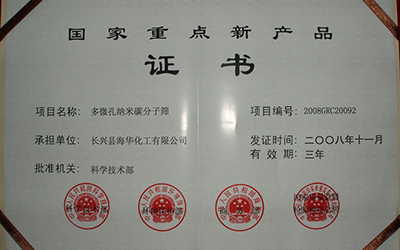 国家重点新产品
证书
项目名称：多微孔纳米碳分子筛
项目编号：2008GRC20092
承担单位：长兴县海华化工有限公司
发证时间：二〇〇八年十一月
有效期：三年
批准机关：科学技术部